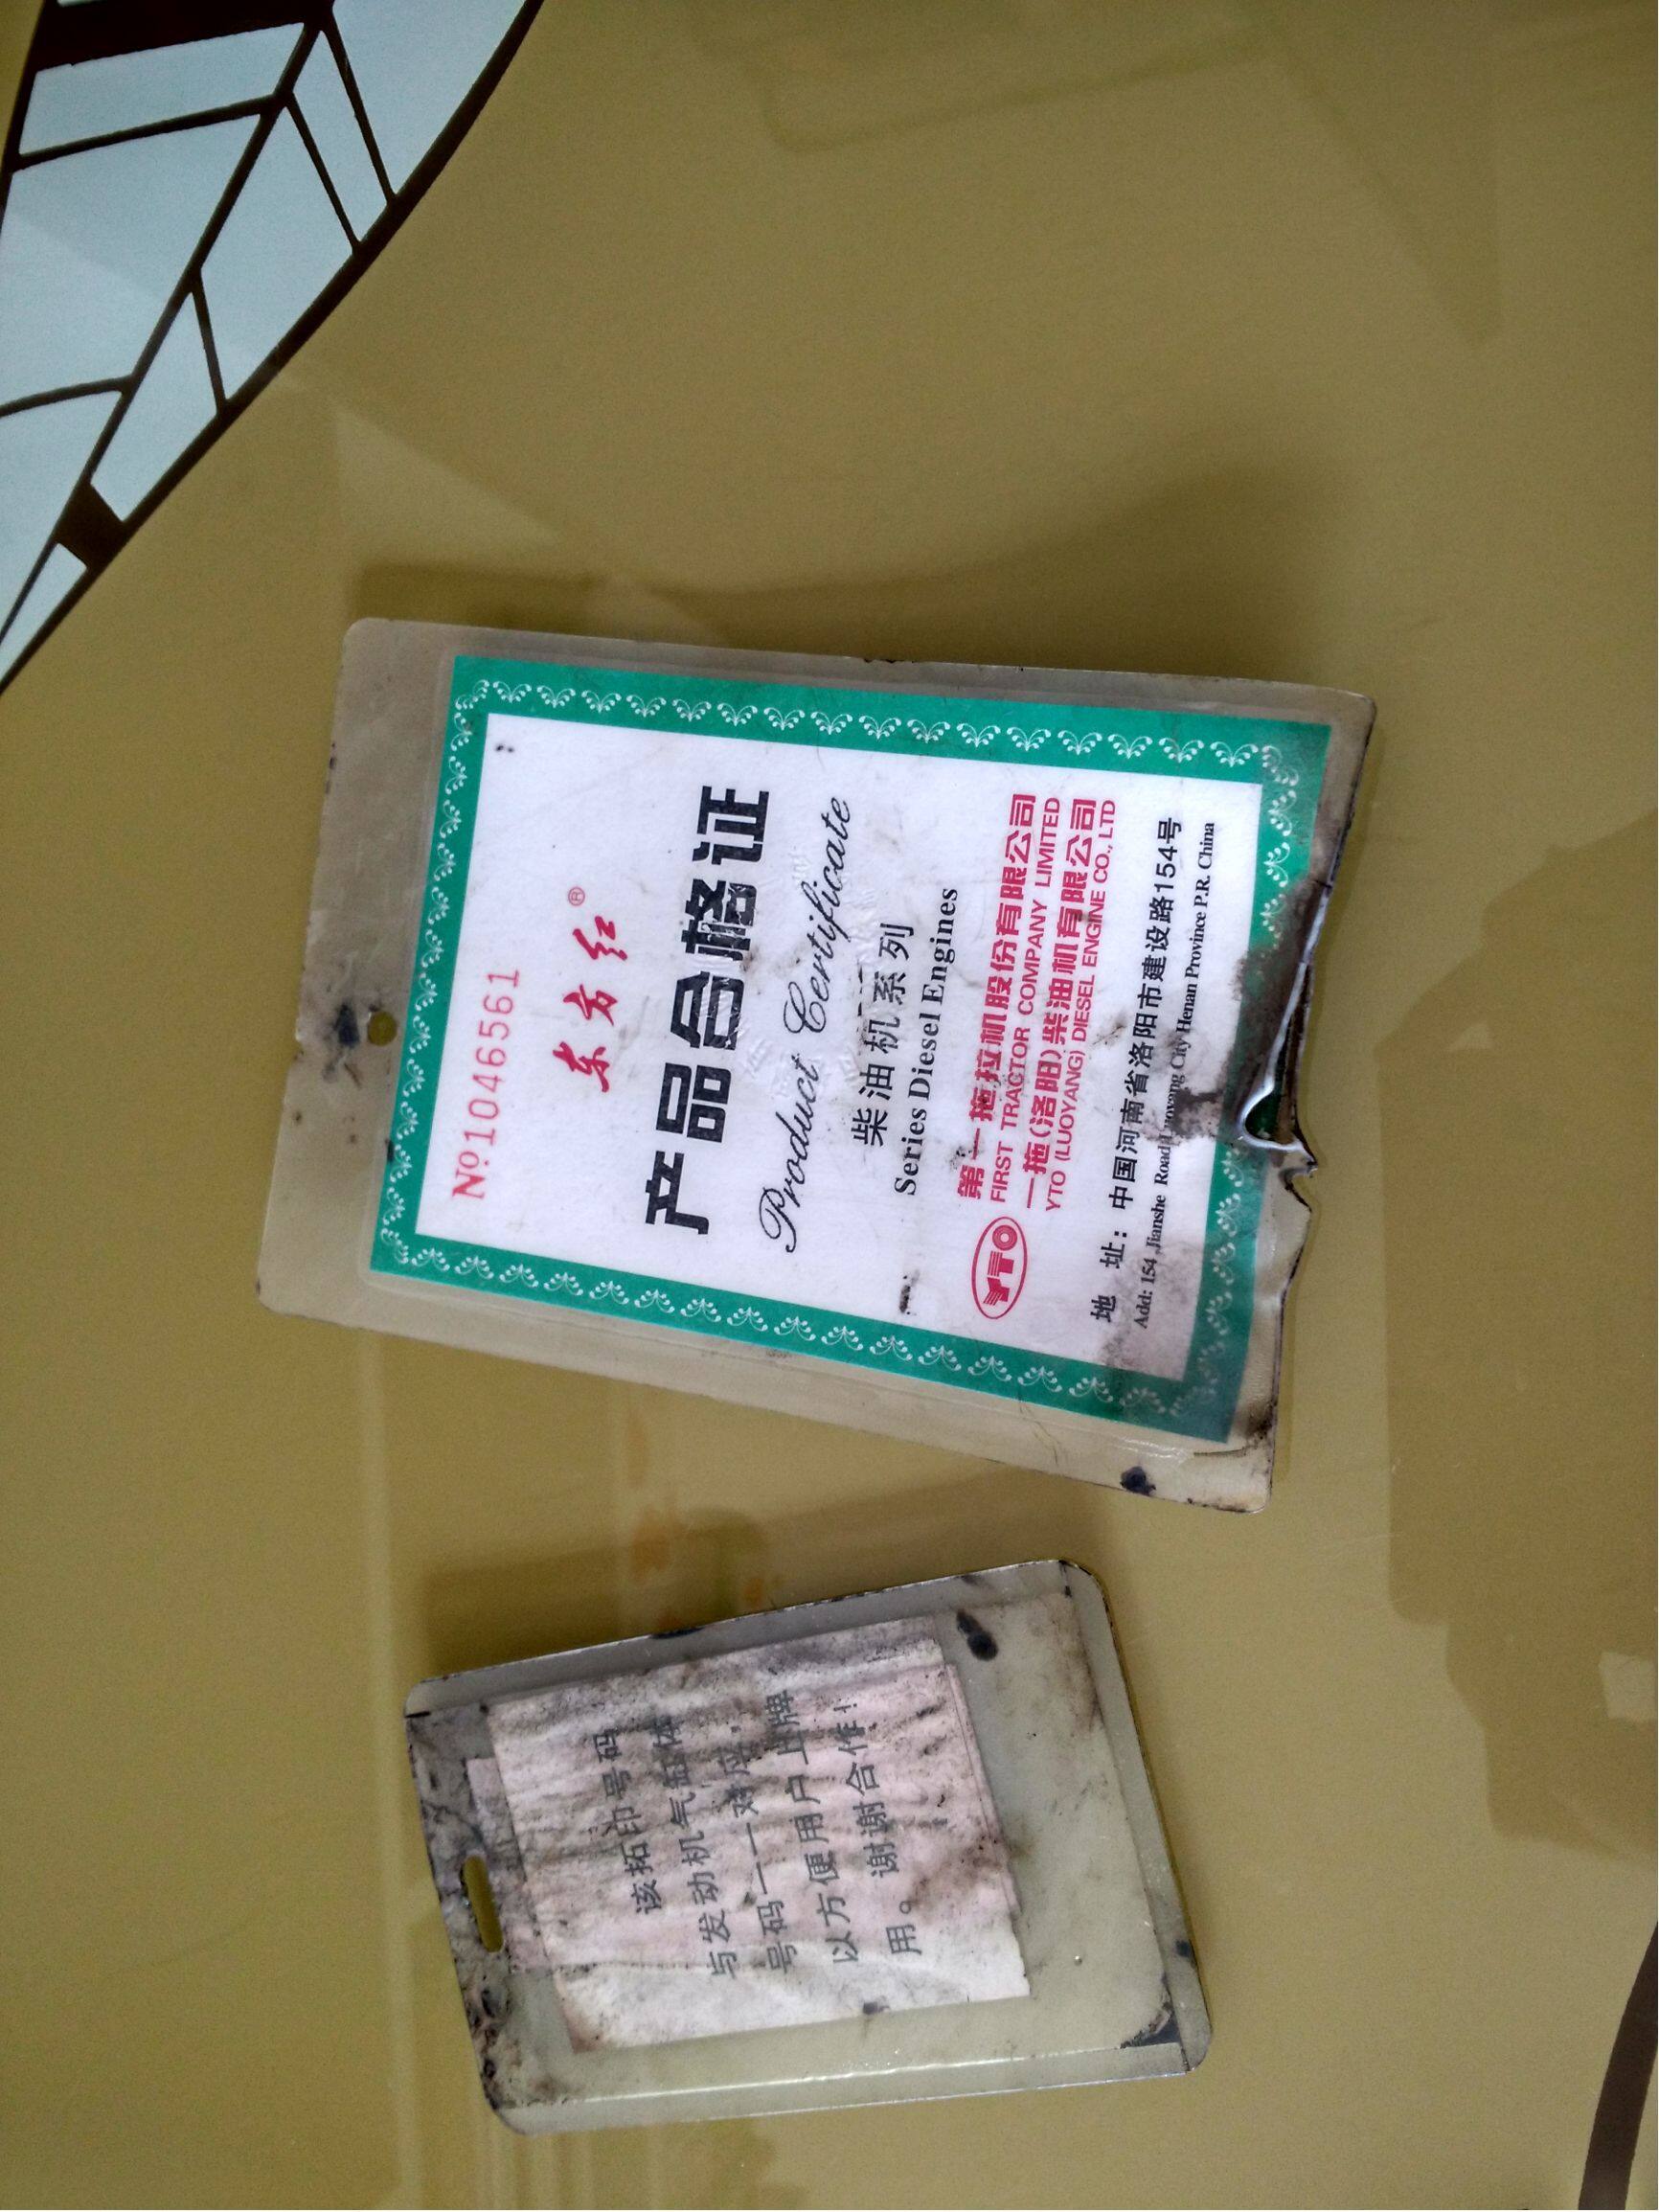 №1046561
东方红®
产品合格证
Product Certificate
柴油机系列
Series Diesel Engines
YTO
第一拖拉机股份有限公司
FIRST TRACTOR COMPANY LIMITED
一拖(洛阳)柴油机有限公司
YTO (LUOYANG) DIESEL ENGINE CO., LTD
地 址：中国河南省洛阳市建设路154号
Add: 154 Jianshe Road Luoyang City Henan Province P.R. China
该拓印号码
与发动机气缸体
号码一一对应，
以方便用户上牌
用。谢谢合作！